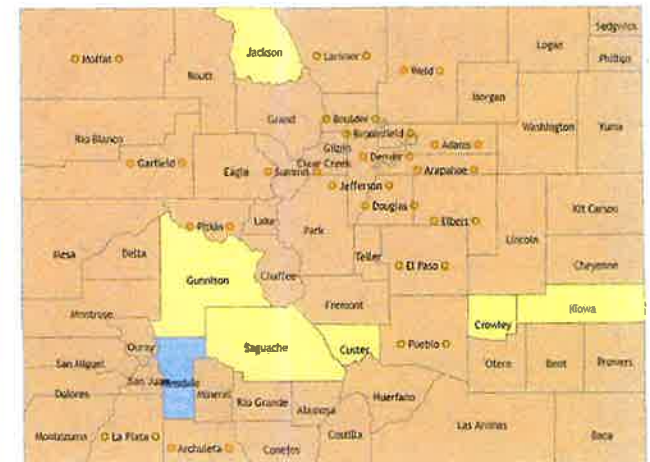 Sedgwick
Jackson
Logan
Moffat
Larimer
Phillips
Weld
Routt
Morgan
Grand
Boulder
Washington
Yuma
Rio Blanco
Broomfield
Gilpin
Adams
Garfield
Clear Creek
Denver
Eagle
Summit
Arapahoe
Jefferson
Douglas
Kit Carson
Pitkin
Lake
Elbert
Park
Lincoln
Mesa
Delta
Teller
El Paso
Cheyenne
Gunnison
Chaffee
Fremont
Kiowa
Montrose
Crowley
Ouray
Saguache
Custer
Pueblo
San Miguel
Otero
Bent
Prowers
San Juan
Hinsdale
Dolores
Mineral
Rio Grande
Huerfano
Alamosa
Las Animas
Montezuma
La Plata
Costilla
Baca
Archuleta
Conejos